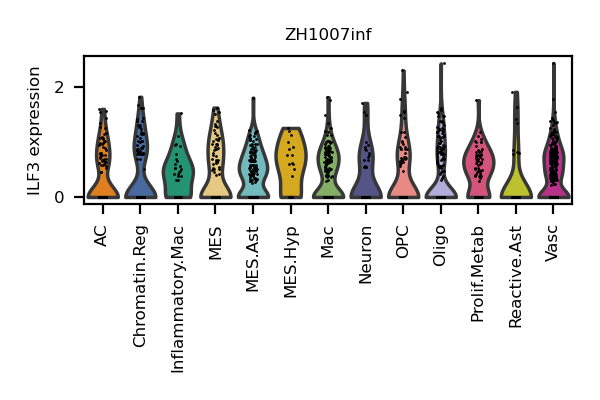 ZH1007inf
ILF3 expression
2
0
AC
Chromatin.Reg
Inflammatory.Mac
MES
MES.Ast
MES.Hyp
Mac
Neuron
OPC
Oligo
Prolif.Metab
Reactive.Ast
Vasc